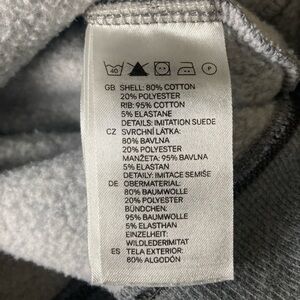 40
P
GB SHELL: 80% COTTON
20% POLYESTER
RIB: 95% COTTON
5% ELASTANE
DETAILS: IMITATION SUEDE
CZ SVRCHNÍ LÁTKA:
80% BAVLNA
20% POLYESTER
MANŽETA: 95% BAVLNA
5% ELASTAN
DETAILY: IMITACE SEMIŠE
DE OBERMATERIAL:
80% BAUMWOLLE
20% POLYESTER
BÜNDCHEN:
95% BAUMWOLLE
5% ELASTHAN
EINZELHEIT:
WILDLEDERIMITAT
ES TELA EXTERIOR:
80% ALGODÓN